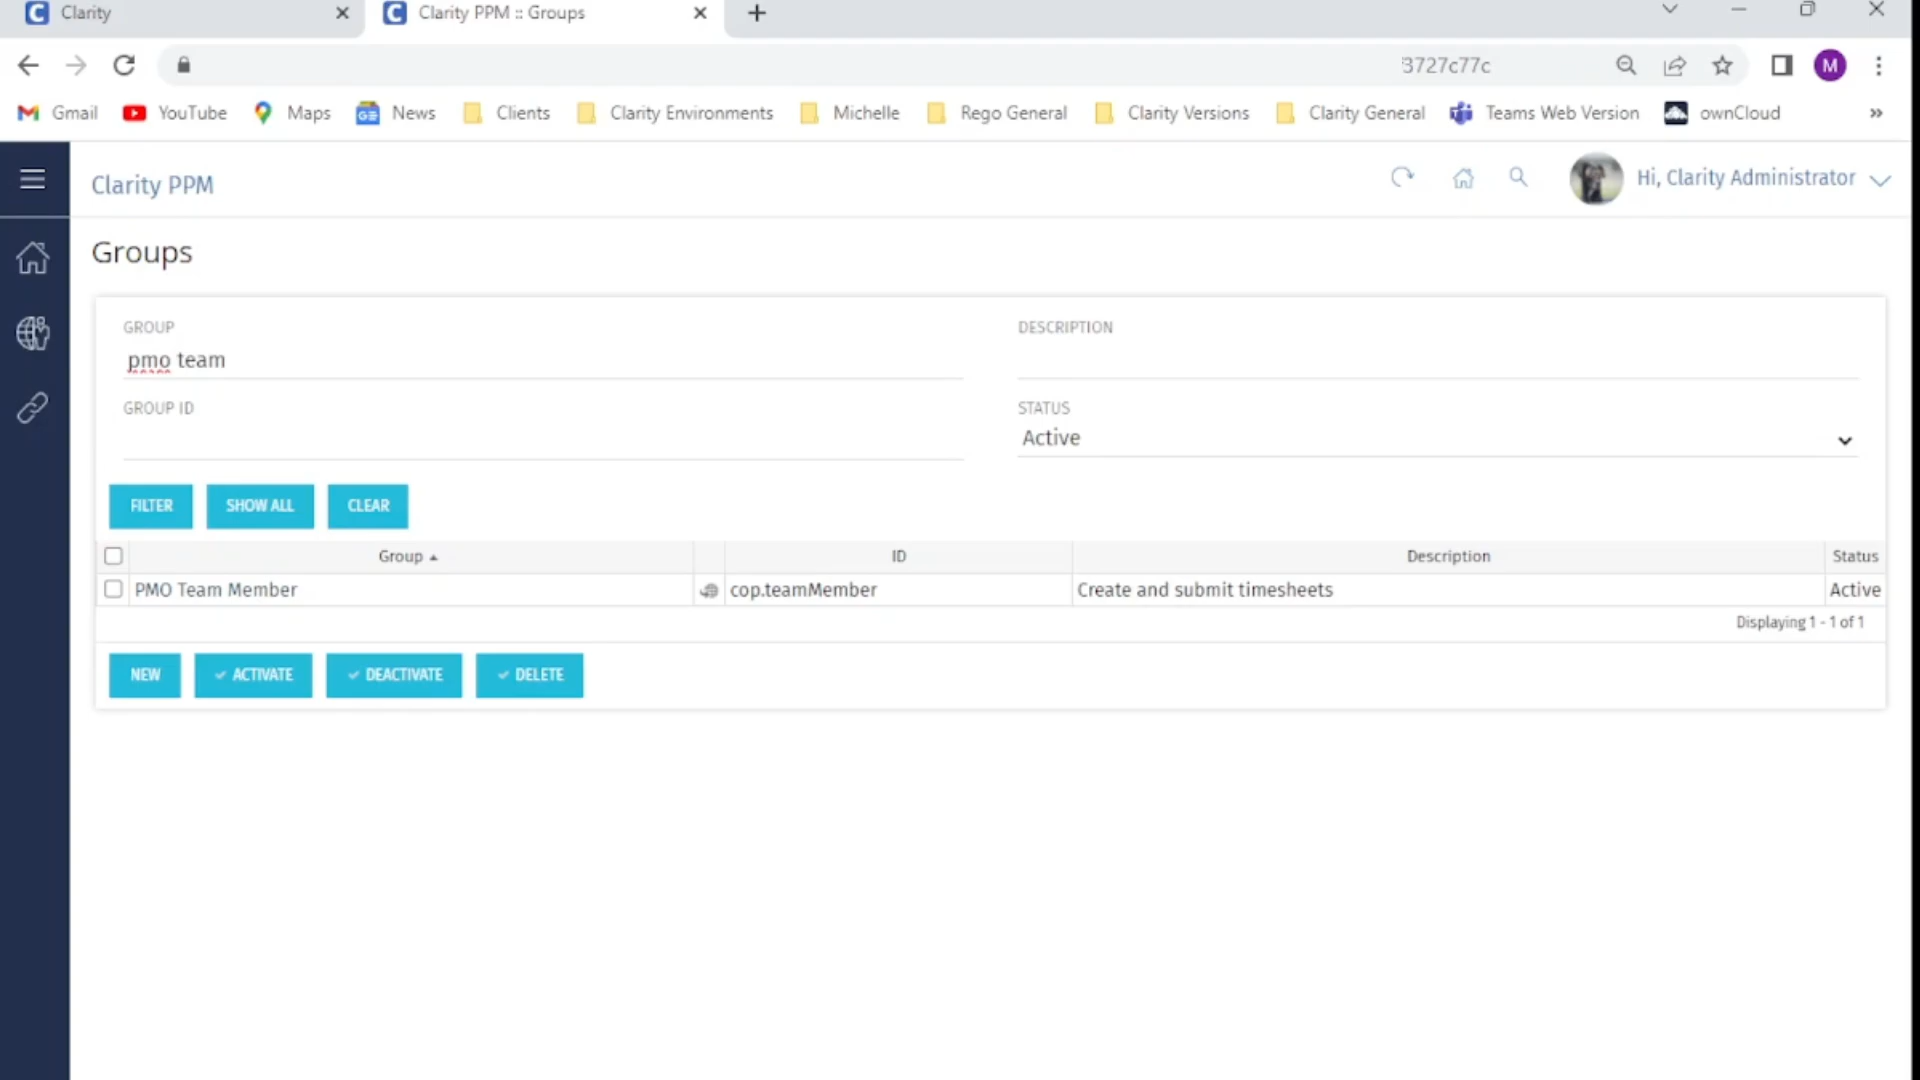 Clarity
Clarity PPM :: Groups
3727c77c
M
Gmail YouTube Maps News Clients Clarity Environments Michelle Rego General Clarity Versions Clarity General Teams Web Version ownCloud »
Clarity PPM
Hi, Clarity Administrator
Groups
GROUP
pmo team
DESCRIPTION
GROUP ID
STATUS
Active
FILTER SHOW ALL CLEAR
Group ID Description Status
PMO Team Member cop.teamMember Create and submit timesheets Active
Displaying 1 - 1 of 1
NEW ACTIVATE DEACTIVATE DELETE